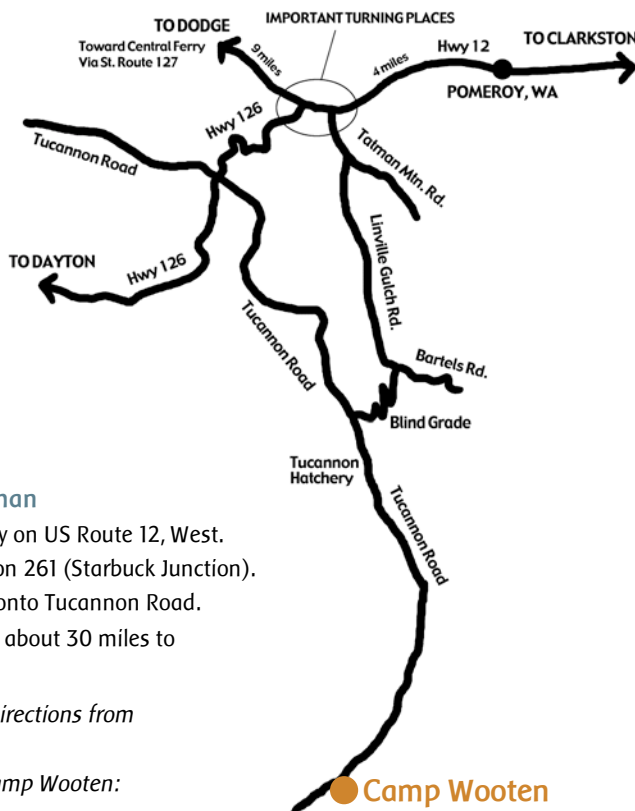 IMPORTANT TURNING PLACES
TO DODGE
Toward Central Ferry
Via St. Route 127
9 miles
4 miles
Hwy 12
TO CLARKSTON
POMEROY, WA
Hwy 126
Tucannon Road
Tatman Mtn. Rd.
TO DAYTON
Hwy 126
Linville Gulch Rd.
Tucannon Road
Bartels Rd.
Blind Grade
Tucannon
Hatchery
Tucannon Road
on US Route 12, West.
261 (Starbuck Junction).
onto Tucannon Road.
about 30 miles to
from
Wooten:
Camp Wooten